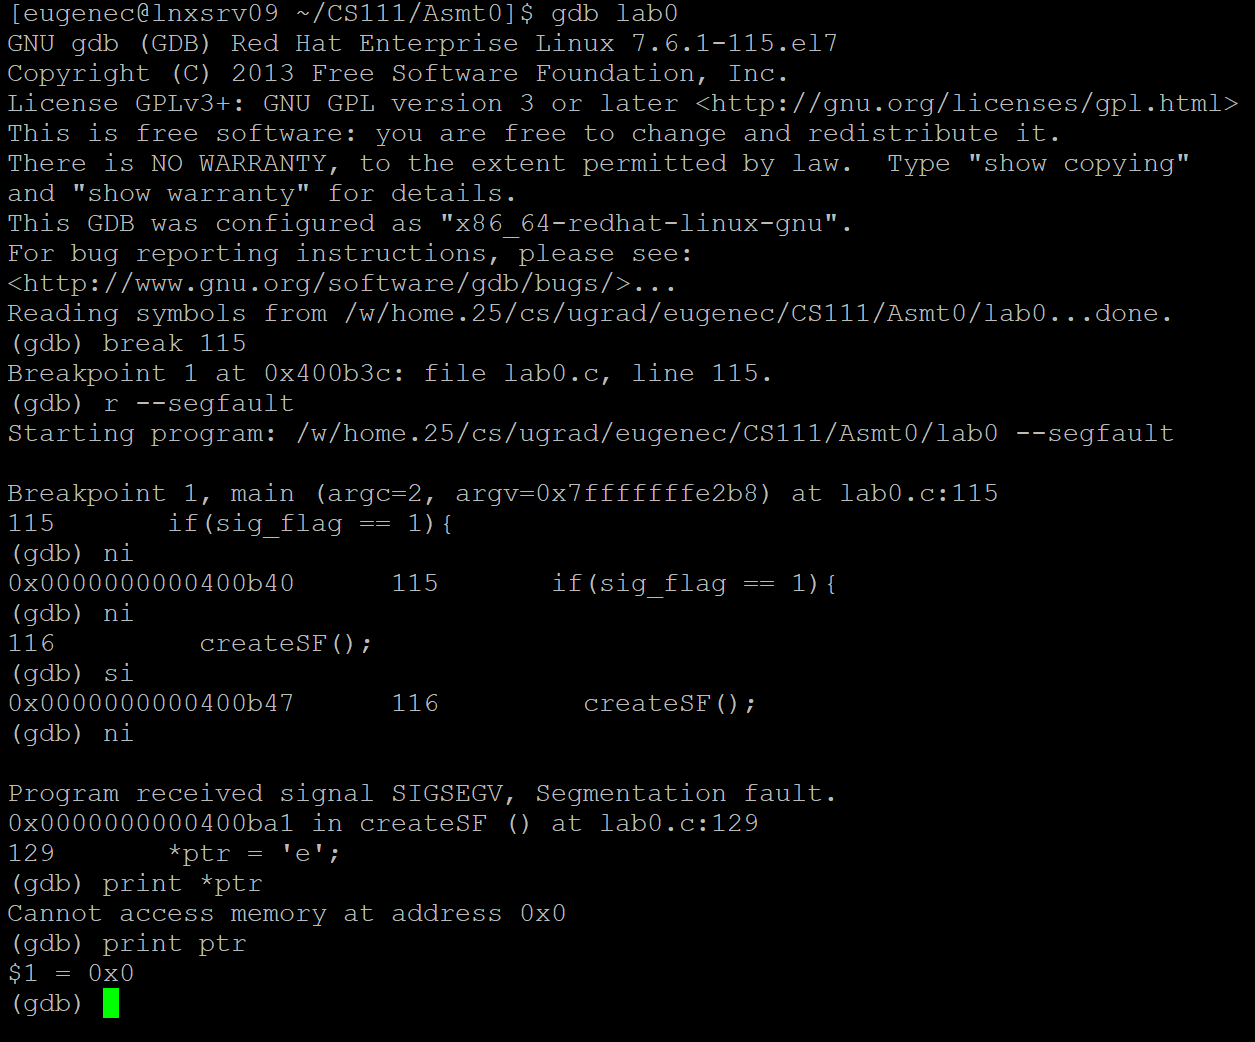 [eugenec@lnxsrv09 ~/CS111/Asmt0]$ gdb lab0
GNU gdb (GDB) Red Hat Enterprise Linux 7.6.1-115.el7
Copyright (C) 2013 Free Software Foundation, Inc.
License GPLv3+: GNU GPL version 3 or later <http://gnu.org/licenses/gpl.html>
This is free software: you are free to change and redistribute it.
There is NO WARRANTY, to the extent permitted by law.  Type "show copying"
and "show warranty" for details.
This GDB was configured as "x86_64-redhat-linux-gnu".
For bug reporting instructions, please see:
<http://www.gnu.org/software/gdb/bugs/>...
Reading symbols from /w/home.25/cs/ugrad/eugenec/CS111/Asmt0/lab0...done.
(gdb) break 115
Breakpoint 1 at 0x400b3c: file lab0.c, line 115.
(gdb) r --segfault
Starting program: /w/home.25/cs/ugrad/eugenec/CS111/Asmt0/lab0 --segfault

Breakpoint 1, main (argc=2, argv=0x7fffffffe2b8) at lab0.c:115
115       if(sig_flag == 1){
(gdb) ni
0x0000000000400b40      115       if(sig_flag == 1){
(gdb) ni
116         createSF();
(gdb) si
0x0000000000400b47      116         createSF();
(gdb) ni

Program received signal SIGSEGV, Segmentation fault.
0x0000000000400ba1 in createSF () at lab0.c:129
129       *ptr = 'e';
(gdb) print *ptr
Cannot access memory at address 0x0
(gdb) print ptr
$1 = 0x0
(gdb)